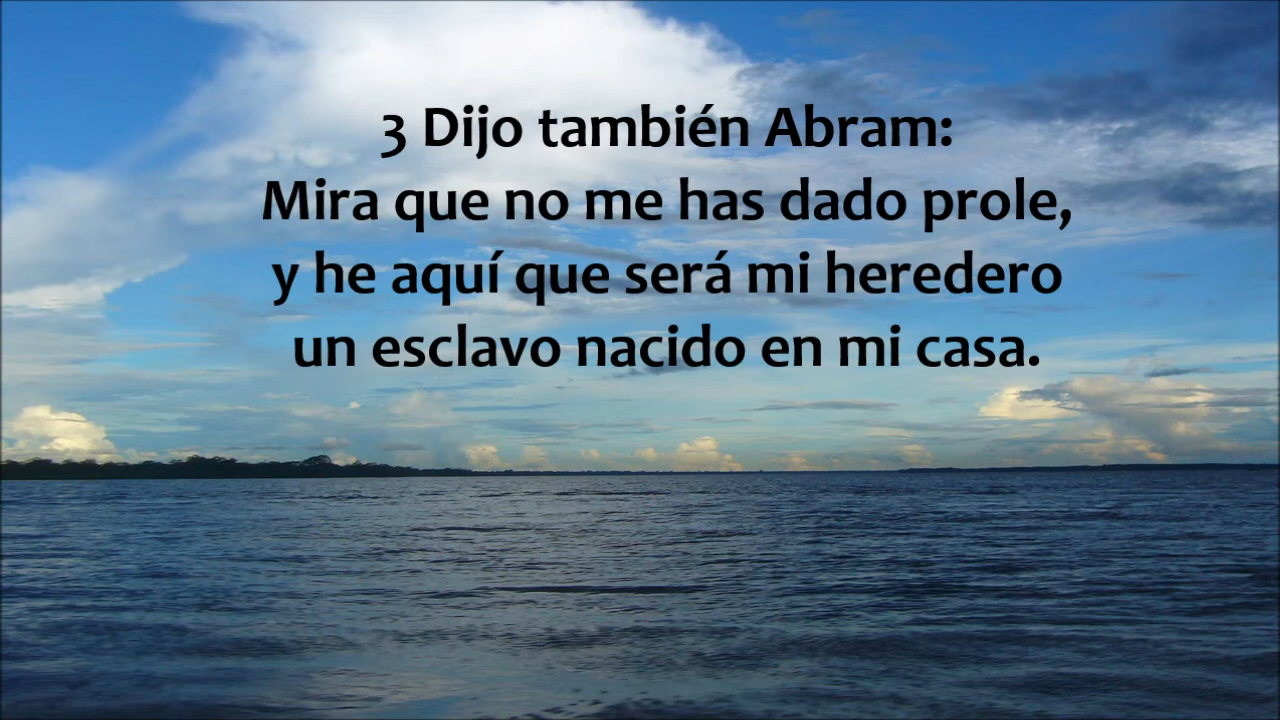 3 Dijo también Abram:
Mira que no me has dado prole,
y he aquí que será mi heredero
un esclavo nacido en mi casa.